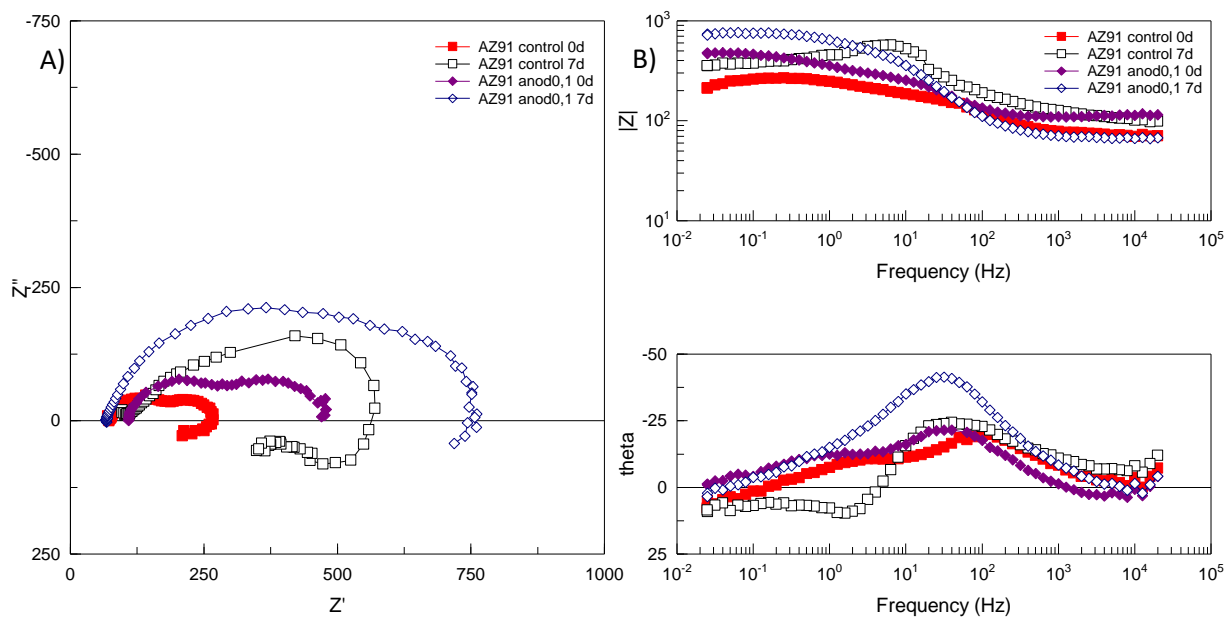 A)
-750
-500
-250
0
250
Z''
0
250
500
750
1000
Z'
AZ91 control 0d
AZ91 control 7d
AZ91 anod0,1 0d
AZ91 anod0,1 7d
B)
10³
10²
10¹
|Z|
10⁻²
10⁻¹
10⁰
10¹
10²
10³
10⁴
10⁵
Frequency (Hz)
AZ91 control 0d
AZ91 control 7d
AZ91 anod0,1 0d
AZ91 anod0,1 7d
-50
-25
0
25
theta
10⁻²
10⁻¹
10⁰
10¹
10²
10³
10⁴
10⁵
Frequency (Hz)